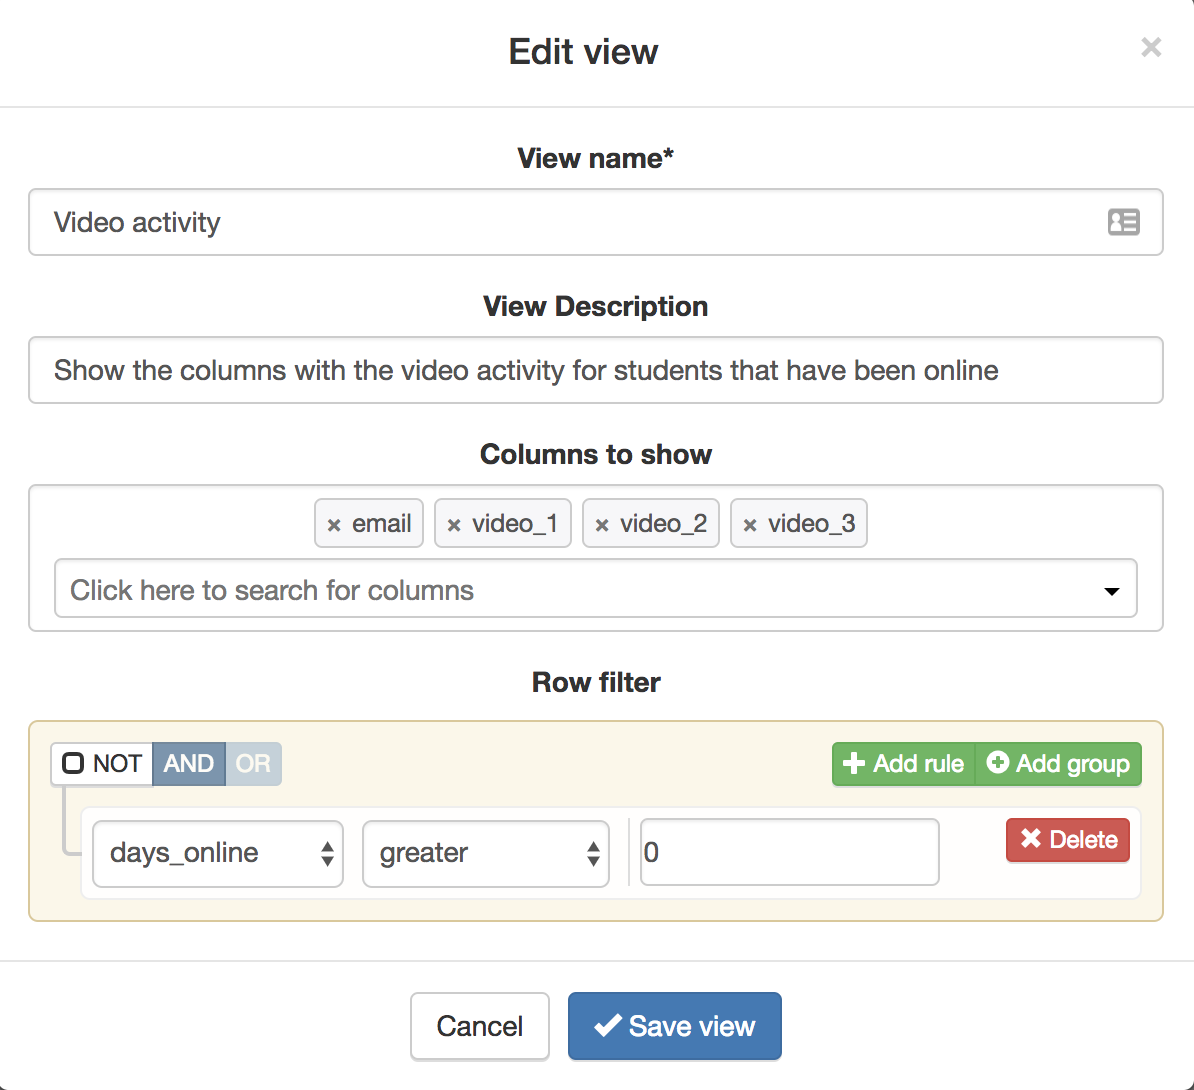 Edit view
×
View name*
Video activity
View Description
Show the columns with the video activity for students that have been online
Columns to show
× email × video_1 × video_2 × video_3
Click here to search for columns
Row filter
NOT AND OR Add rule Add group
days_online greater 0 Delete
Cancel Save view